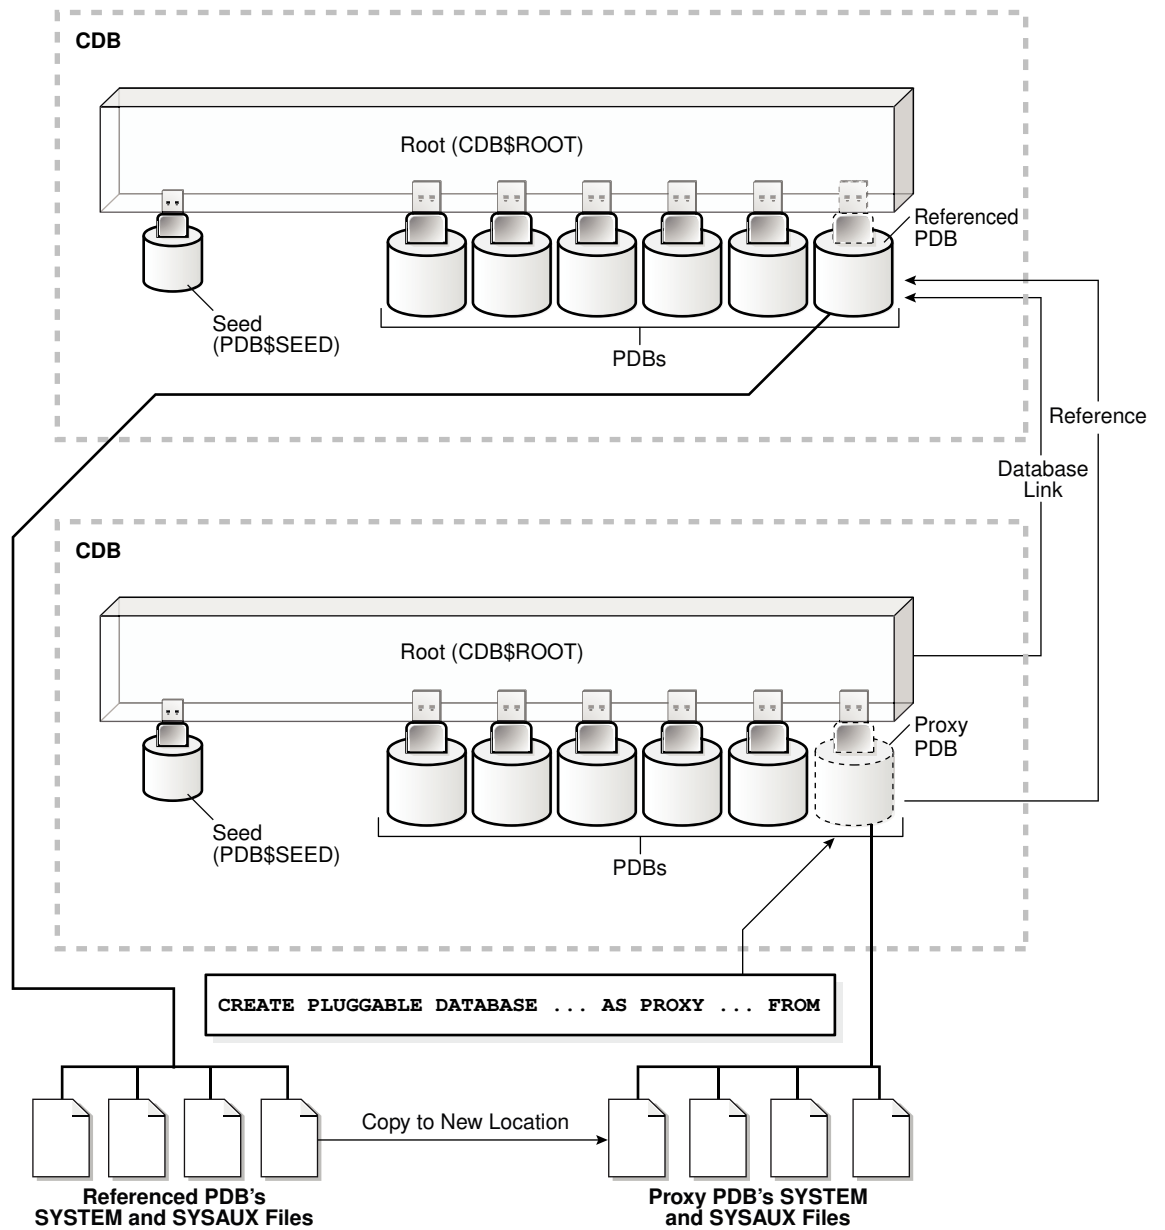 CDB
Root (CDB$ROOT)
Referenced
PDB
Seed
(PDB$SEED)
PDBs
Reference
Database
Link
CDB
Root (CDB$ROOT)
Proxy
PDB
Seed
(PDB$SEED)
PDBs
CREATE PLUGGABLE DATABASE ... AS PROXY ... FROM
Copy to New Location
Referenced PDB's
SYSTEM and SYSAUX Files
Proxy PDB's SYSTEM
and SYSAUX Files